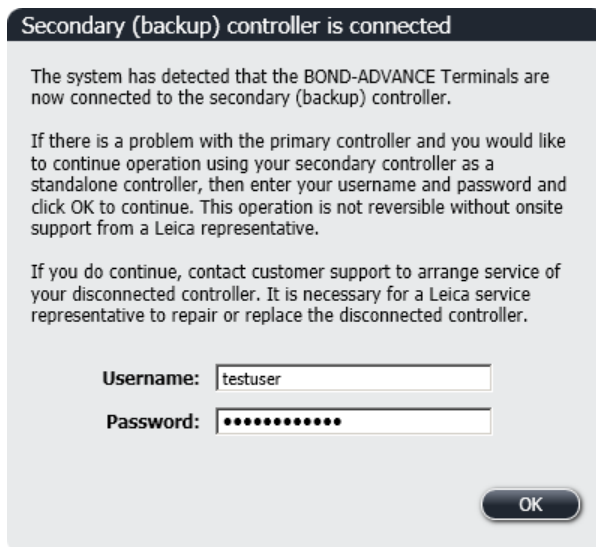 Secondary (backup) controller is connected
The system has detected that the BOND-ADVANCE Terminals are
now connected to the secondary (backup) controller.
If there is a problem with the primary controller and you would like
to continue operation using your secondary controller as a
standalone controller, then enter your username and password and
click OK to continue. This operation is not reversible without onsite
support from a Leica representative.
If you do continue, contact customer support to arrange service of
your disconnected controller. It is necessary for a Leica service
representative to repair or replace the disconnected controller.
Username: testuser
Password: ●●●●●●●●●●●●
OK